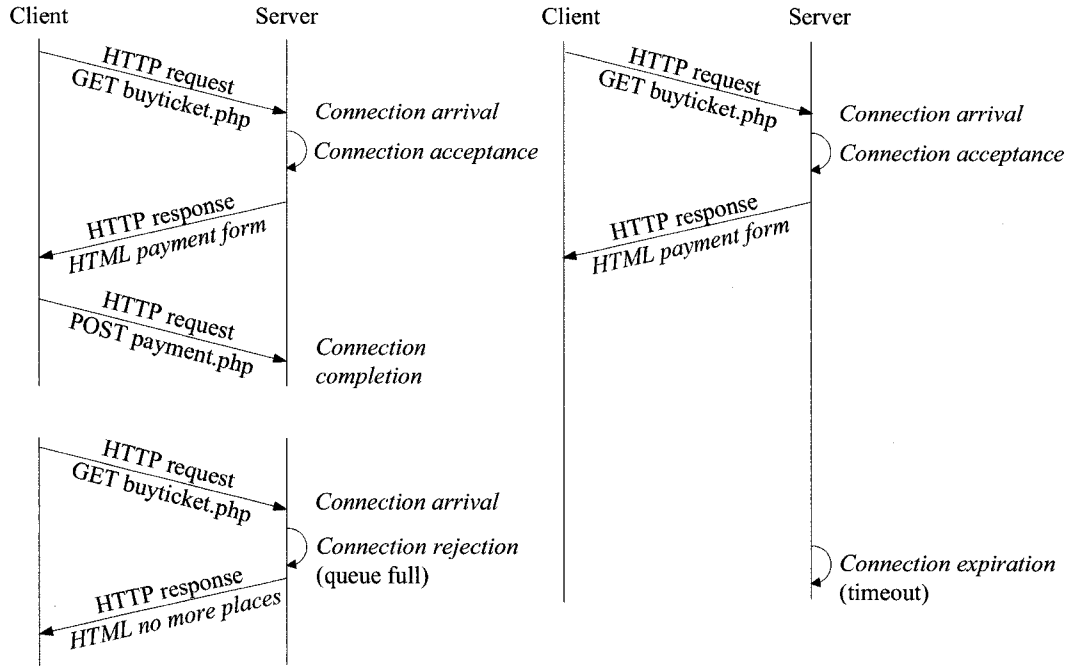 Client
Server
HTTP request
GET buyticket.php
Connection arrival
Connection acceptance
HTTP response
HTML payment form
HTTP request
POST payment.php
Connection
completion
HTTP request
GET buyticket.php
Connection arrival
Connection rejection
(queue full)
HTTP response
HTML no more places
Client
Server
HTTP request
GET buyticket.php
Connection arrival
Connection acceptance
HTTP response
HTML payment form
Connection expiration
(timeout)